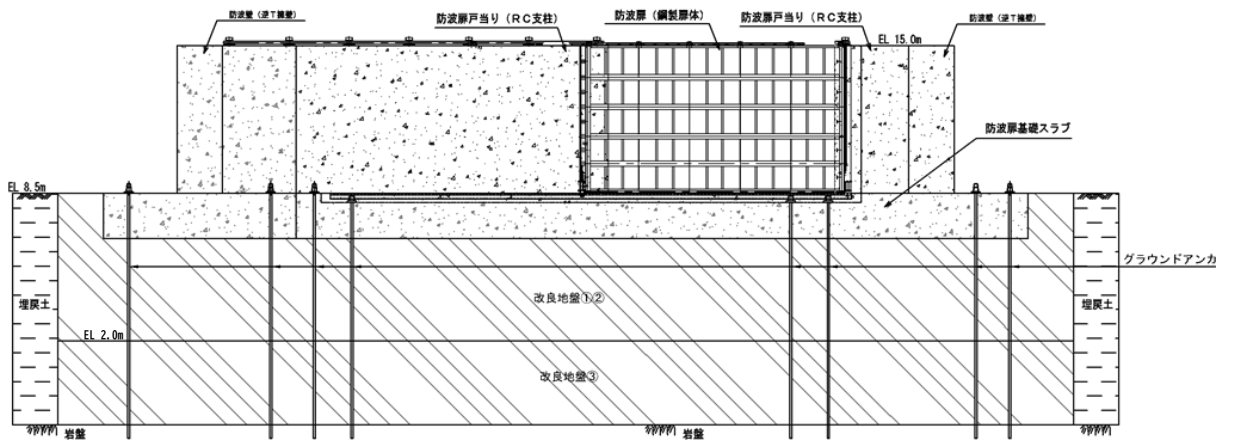 防波壁（逆Ｔ擁壁）
防波扉戸当り（ＲＣ支柱）
防波扉（鋼製扉体）
防波扉戸当り（ＲＣ支柱）
防波壁（逆Ｔ擁壁）
EL 15.0m
防波扉基礎スラブ
EL 8.5m
グラウンドアンカ
改良地盤①②
埋戻土
埋戻土
EL 2.0m
改良地盤③
岩盤
岩盤